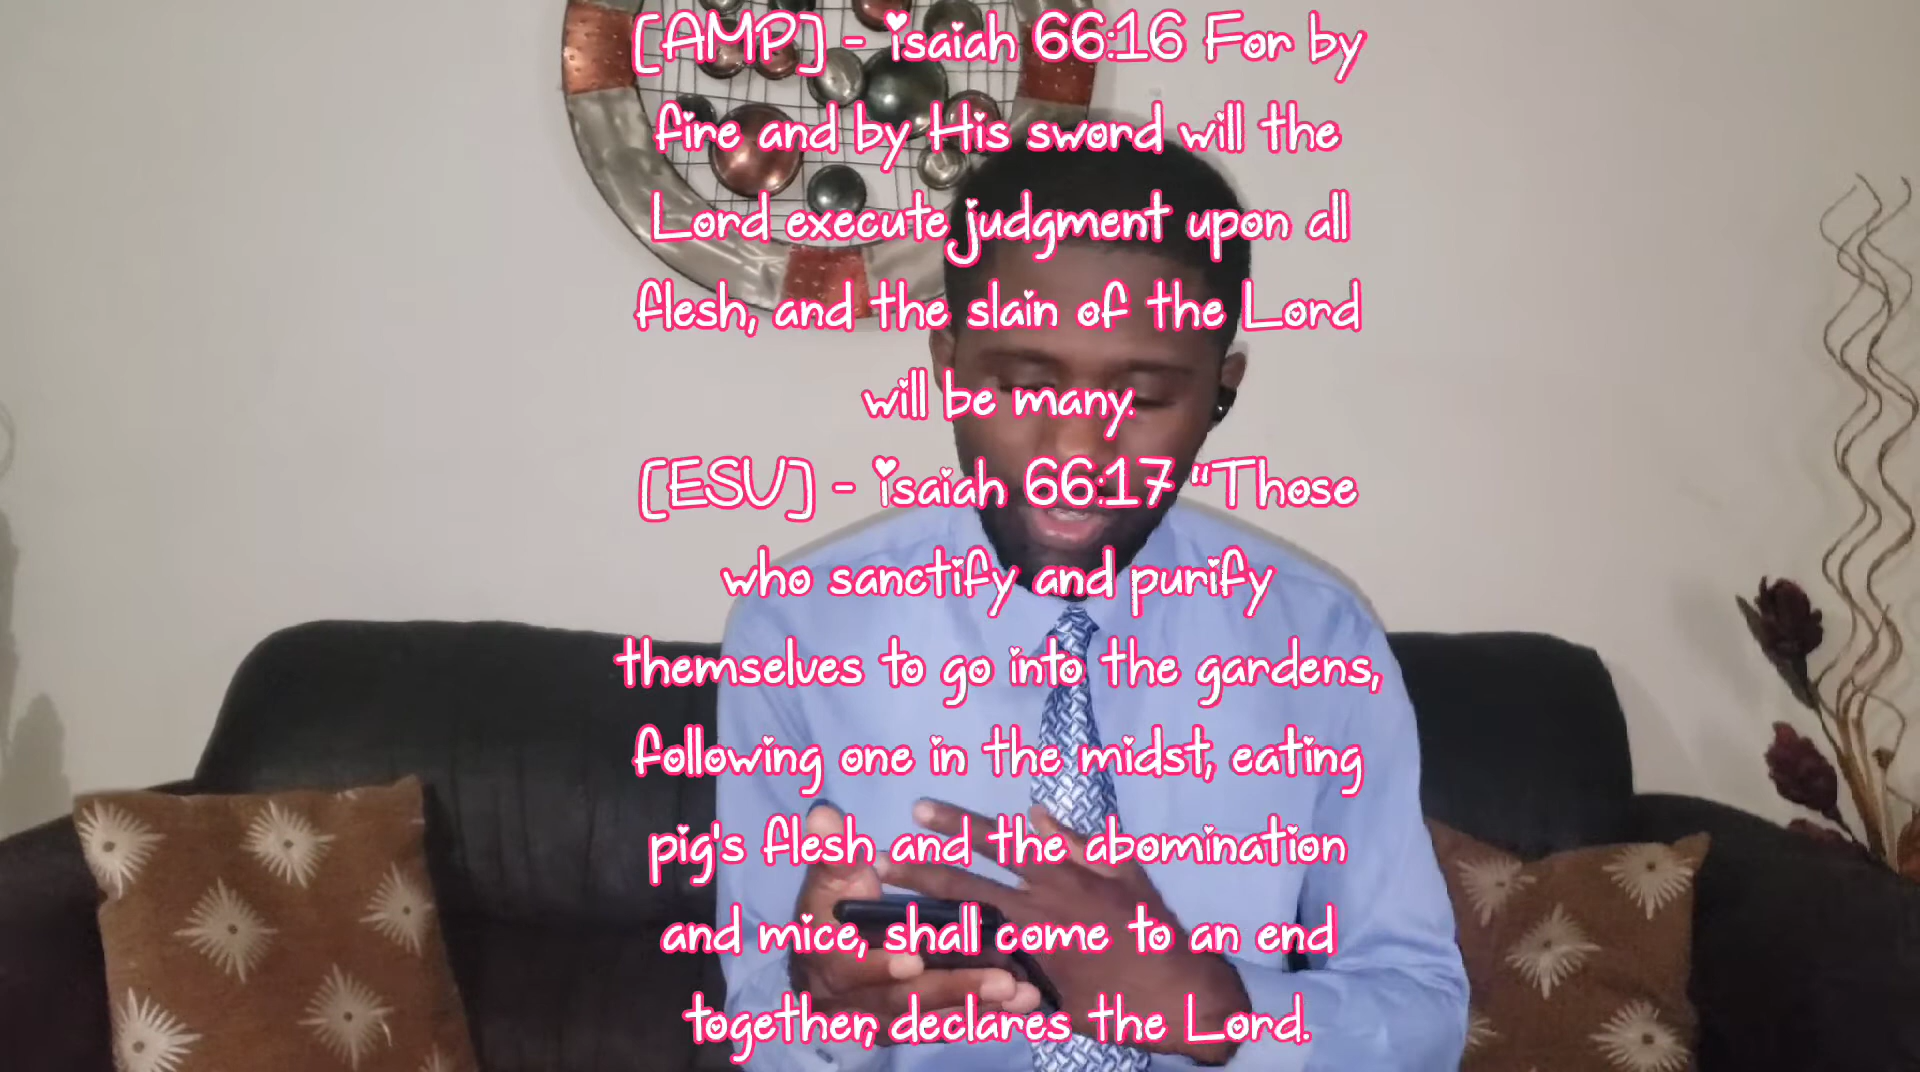 [AMP] - isaiah 66:16 For by
fire and by His sword will the
Lord execute judgment upon all
flesh, and the slain of the Lord
will be many.
[ESV] - isaiah 66:17 “Those
who sanctify and purify
themselves to go into the gardens,
following one in the midst, eating
pig's flesh and the abomination
and mice, shall come to an end
together, declares the Lord.